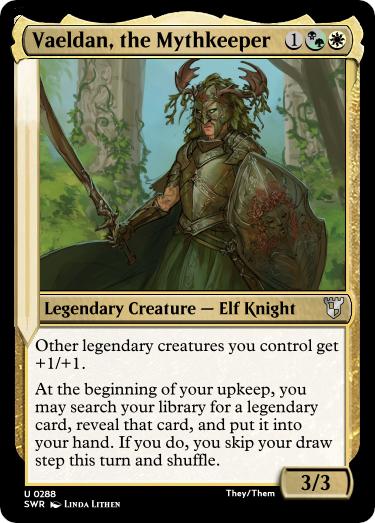 Vaeldan, the Mythkeeper 1
Legendary Creature — Elf Knight
Other legendary creatures you control get
+1/+1.
At the beginning of your upkeep, you
may search your library for a legendary
card, reveal that card, and put it into
your hand. If you do, you skip your draw
step this turn and shuffle.
3/3
U 0288
They/Them
SWR Linda Lithen